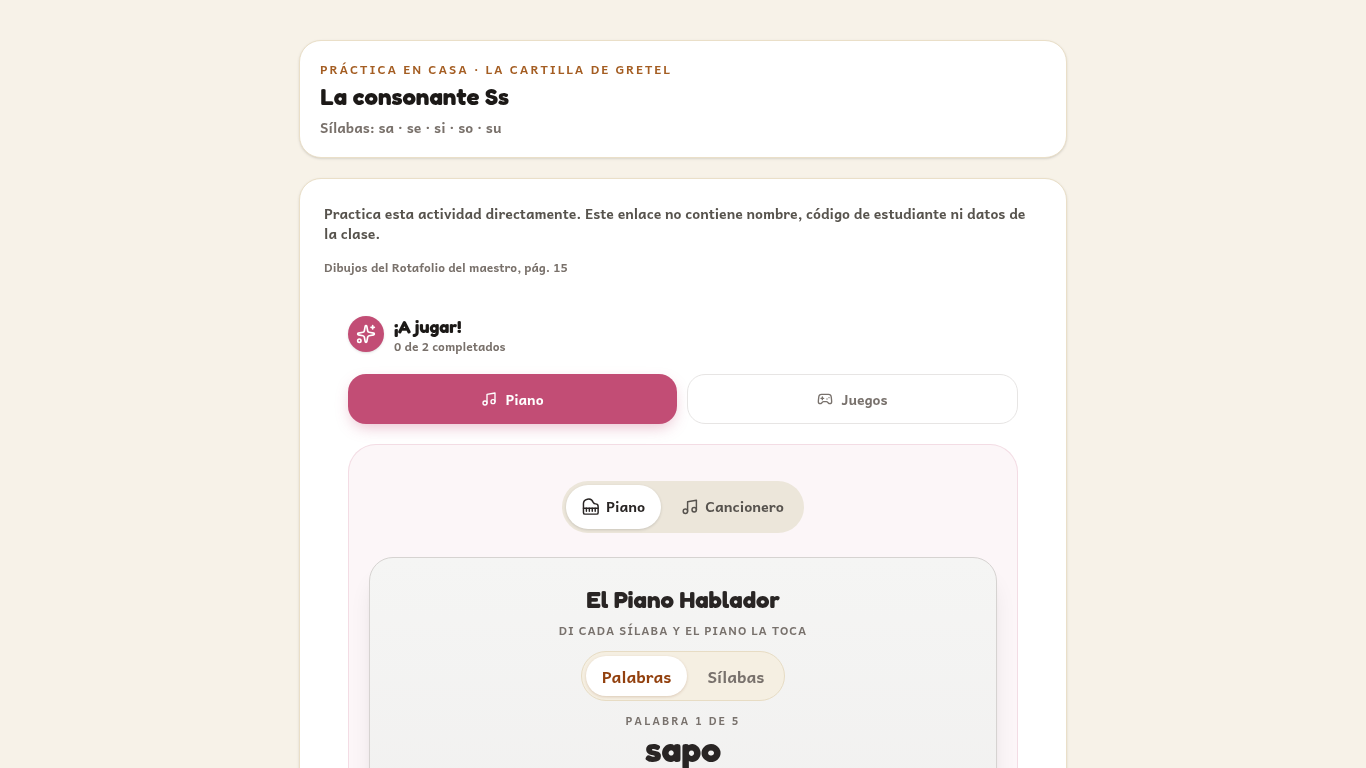 PRÁCTICA EN CASA · LA CARTILLA DE GRETEL
La consonante Ss
Sílabas: sa · se · si · so · su
Practica esta actividad directamente. Este enlace no contiene nombre, código de estudiante ni datos de
la clase.
Dibujos del Rotafolio del maestro, pág. 15
¡A jugar!
0 de 2 completados
Piano
Juegos
Piano
Cancionero
El Piano Hablador
DI CADA SÍLABA Y EL PIANO LA TOCA
Palabras
Sílabas
PALABRA 1 DE 5
sapo